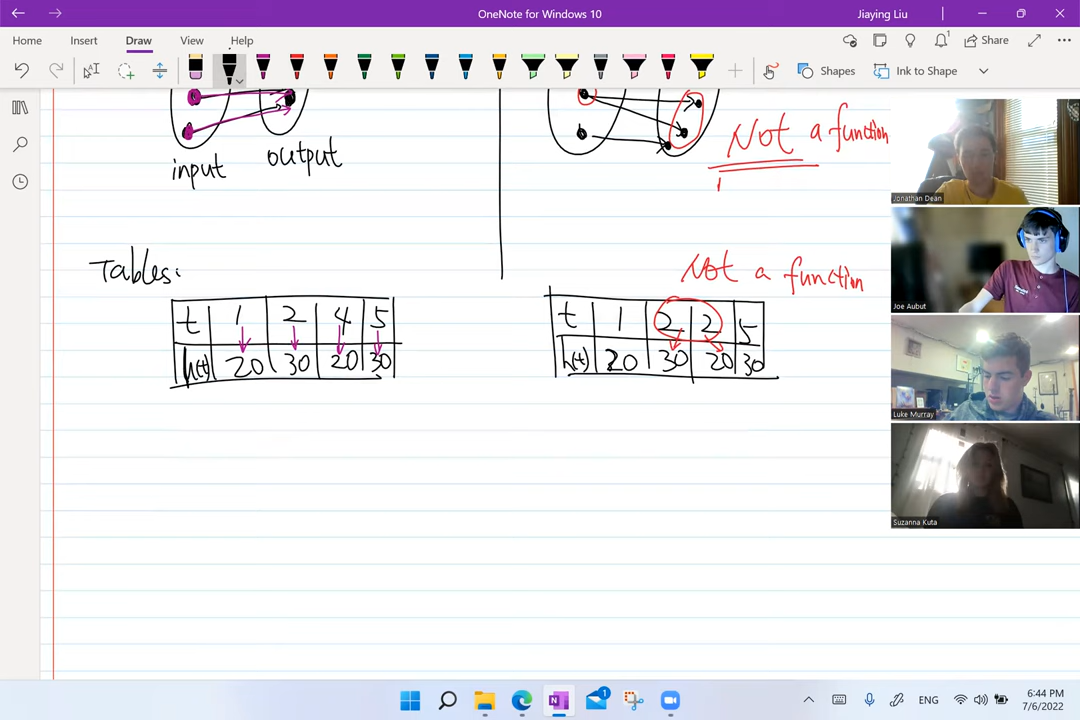 OneNote for Windows 10
Jiaying Liu
Home Insert Draw View Help
Share
Shapes
Ink to Shape
input output
Not a function
Tables:
t 1 2 4 5
h(t) 20 30 20 30
Not a function
t 1 2 2 5
h(t) 20 30 20 30
Jonathan Dean
Joe Aubut
Luke Murray
Suzanna Kuta
1
ENG
6:44 PM
7/6/2022